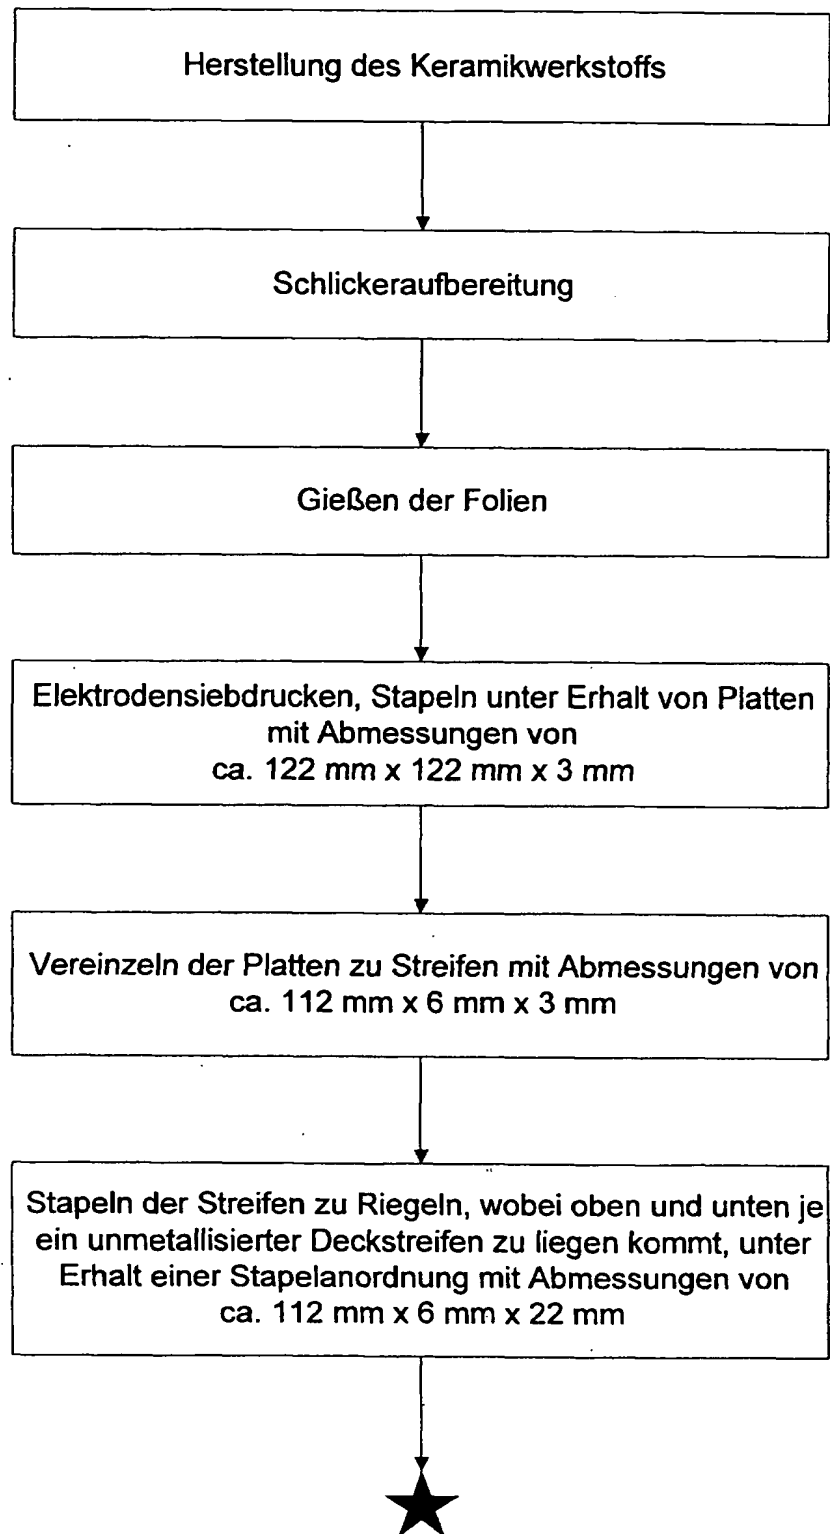 Herstellung des Keramikwerkstoffs
Schlickeraufbereitung
Gießen der Folien
Elektrodensiebdrucken, Stapeln unter Erhalt von Platten
mit Abmessungen von
ca. 122 mm x 122 mm x 3 mm
Vereinzeln der Platten zu Streifen mit Abmessungen von
ca. 112 mm x 6 mm x 3 mm
Stapeln der Streifen zu Riegeln, wobei oben und unten je
ein unmetallisierter Deckstreifen zu liegen kommt, unter
Erhalt einer Stapelanordnung mit Abmessungen von
ca. 112 mm x 6 mm x 22 mm